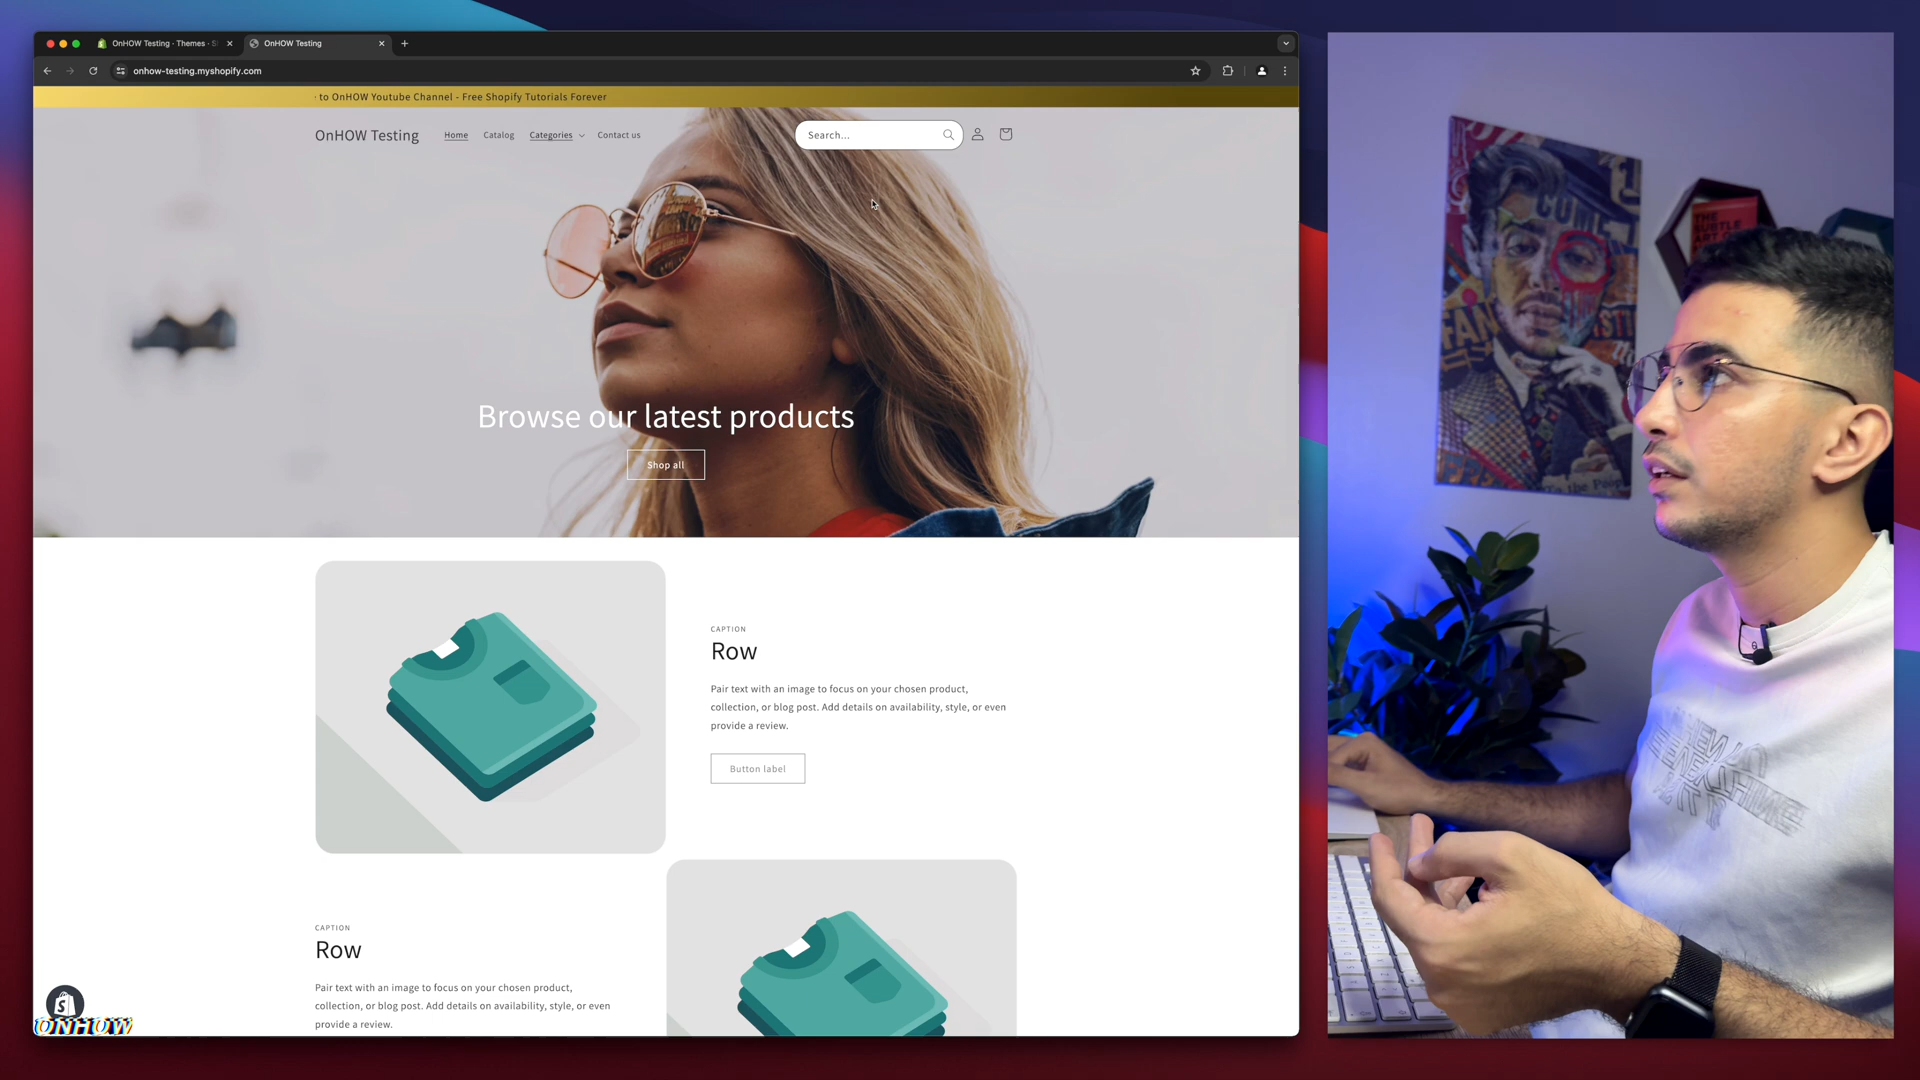 OnHOW Testing - Themes - S
OnHOW Testing
onhow-testing.myshopify.com
to OnHOW Youtube Channel - Free Shopify Tutorials Forever
OnHOW Testing
Home
Catalog
Categories
Contact us
Search...
Browse our latest products
Shop all
CAPTION
Row
Pair text with an image to focus on your chosen product,
collection, or blog post. Add details on availability, style, or even
provide a review.
Button label
CAPTION
Row
Pair text with an image to focus on your chosen product,
collection, or blog post. Add details on availability, style, or even
provide a review.
ONHOW
THE
SUBTLE
ART OF